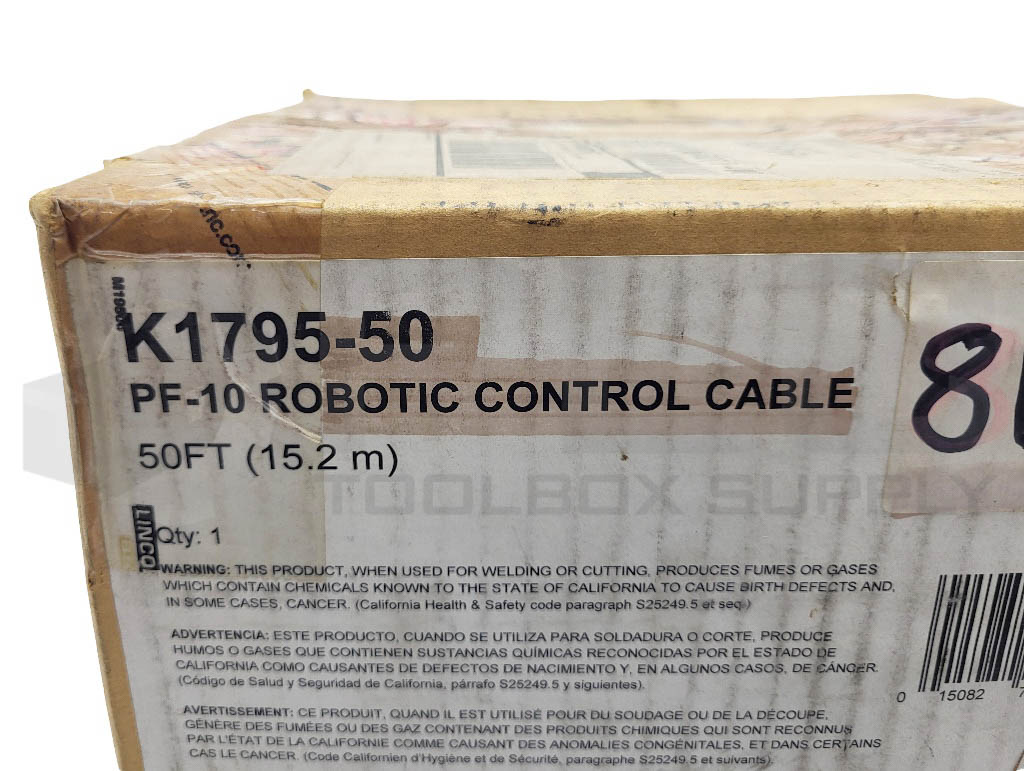 K1795-50
PF-10 ROBOTIC CONTROL CABLE
50FT (15.2 m)
TOOLBOX SUPPLY
LINCOL
Qty: 1
WARNING: THIS PRODUCT, WHEN USED FOR WELDING OR CUTTING, PRODUCES FUMES OR GASES
WHICH CONTAIN CHEMICALS KNOWN TO THE STATE OF CALIFORNIA TO CAUSE BIRTH DEFECTS AND,
IN SOME CASES, CANCER. (California Health & Safety code paragraph S25249.5 et seq.)
ADVERTENCIA: ESTE PRODUCTO, CUANDO SE UTILIZA PARA SOLDADURA O CORTE, PRODUCE
HUMOS O GASES QUE CONTIENEN SUSTANCIAS QUÍMICAS RECONOCIDAS POR EL ESTADO DE
CALIFORNIA COMO CAUSANTES DE DEFECTOS DE NACIMIENTO Y, EN ALGUNOS CASOS, DE CÁNCER.
(Código de Salud y Seguridad de California, párrafo S25249.5 y siguientes).
0 15082 7
AVERTISSEMENT: CE PRODUIT, QUAND IL EST UTILISÉ POUR DU SOUDAGE OU DE LA DÉCOUPE,
GÉNÈRE DES FUMÉES OU DES GAZ CONTENANT DES PRODUITS CHIMIQUES QUI SONT RECONNUS
PAR L'ÉTAT DE LA CALIFORNIE COMME CAUSANT DES ANOMALIES CONGÉNITALES, ET DANS CERTAINS
CAS LE CANCER. (Code Californien d'Hygiène et de Sécurité, paragraphe S25249.5 et suivants).